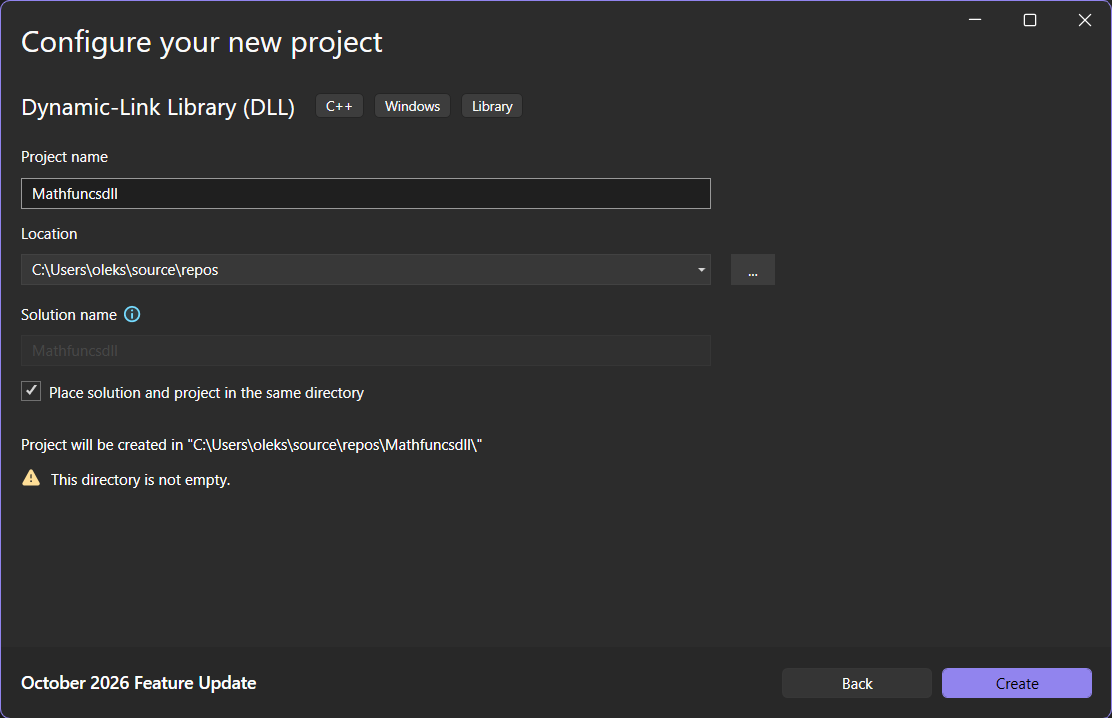 Configure your new project
Dynamic-Link Library (DLL) C++ Windows Library
Project name
Mathfuncsdll
Location
C:\Users\oleks\source\repos
...
Solution name
Mathfuncsdll
Place solution and project in the same directory
Project will be created in "C:\Users\oleks\source\repos\Mathfuncsdll\"
This directory is not empty.
October 2026 Feature Update
Back
Create